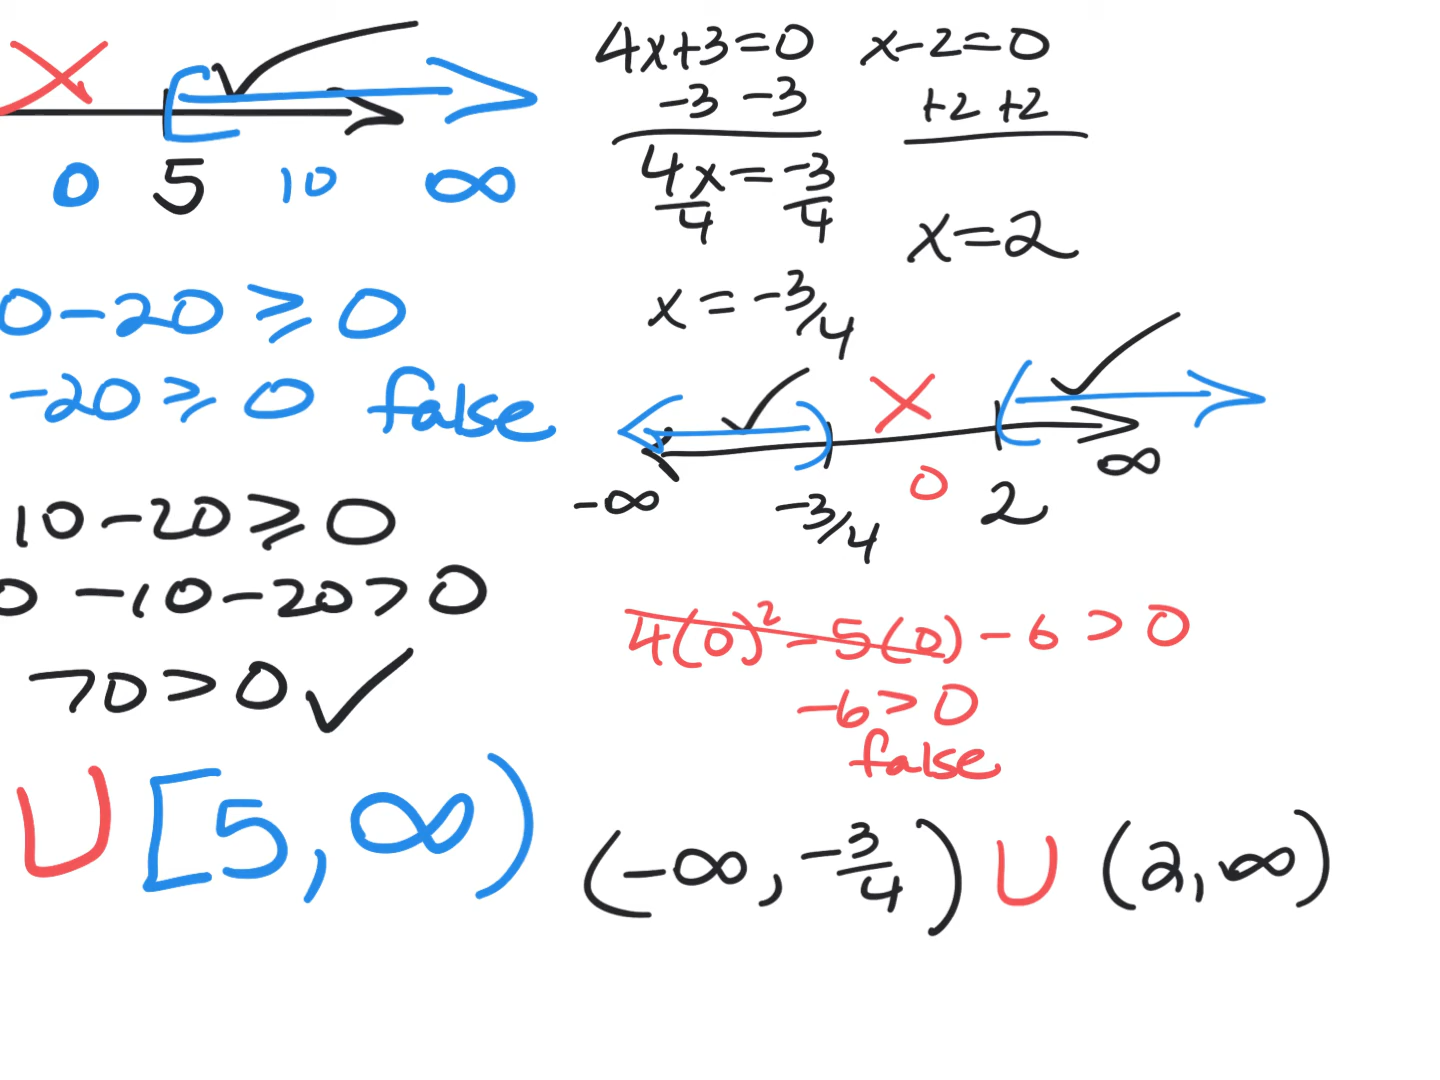 0 5 10 ∞
0-20 ≥ 0
-20 ≥ 0 false
10-20 ≥ 0
0 -10-20 > 0
70 > 0 ✓
∪ [5, ∞)
4x+3=0 x-2=0
-3 -3 +2 +2
4x = -3
4 4
x=2
x = -3/4
-∞ -3/4 0 2 ∞
4(0)² - 5(0) - 6 > 0
-6 > 0
false
(-∞, -3/4) ∪ (2, ∞)